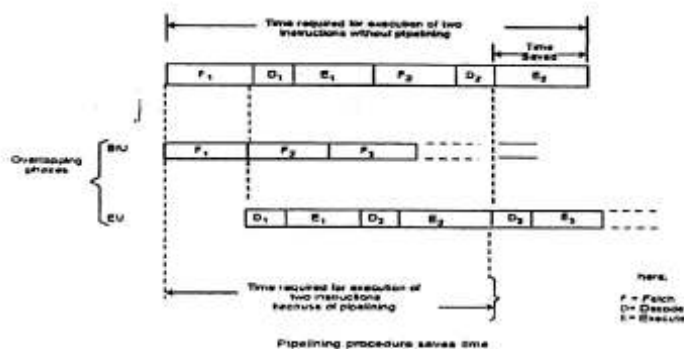 Time required for execution of two
instructions without pipelining
Time
Saved
F1 D1 E1 F2 D2 E2
Overlapping
phases
BIU
F1 F2 F3
EU
D1 E1 D2 E2 D3 E3
Time required for execution of
two instructions
because of pipelining
here,
F = Fetch
D = Decode
E = Execute
Pipelining procedure saves time